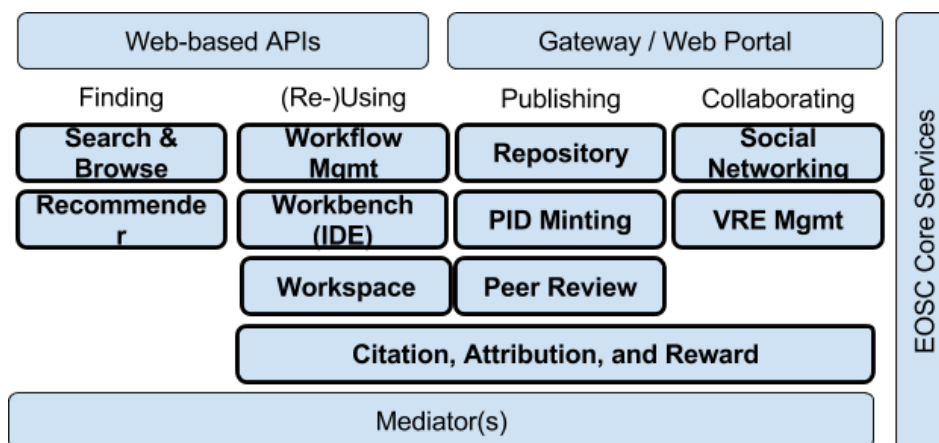 Web-based APIs
Gateway / Web Portal
Finding
(Re-)Using
Publishing
Collaborating
Search &
Browse
Workflow
Mgmt
Repository
Social
Networking
Recommende
r
Workbench
(IDE)
PID Minting
VRE Mgmt
Workspace
Peer Review
Citation, Attribution, and Reward
Mediator(s)
EOSC Core Services